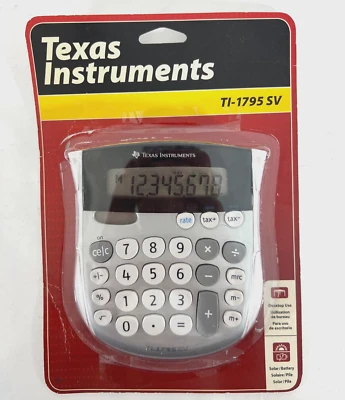 Texas
Instruments
TI-1795 SV
TEXAS INSTRUMENTS
M 12345678
rate tax+ tax-
on
ce|c 7 8 9 × ÷
+|- 4 5 6 - mrc
% 1 2 3 + m-
√ 0 . = m+
Desktop Use
Utilisation
de bureau
Para uso
de escritorio
Solar/Battery
Solaire/Pile
Solar/Pila